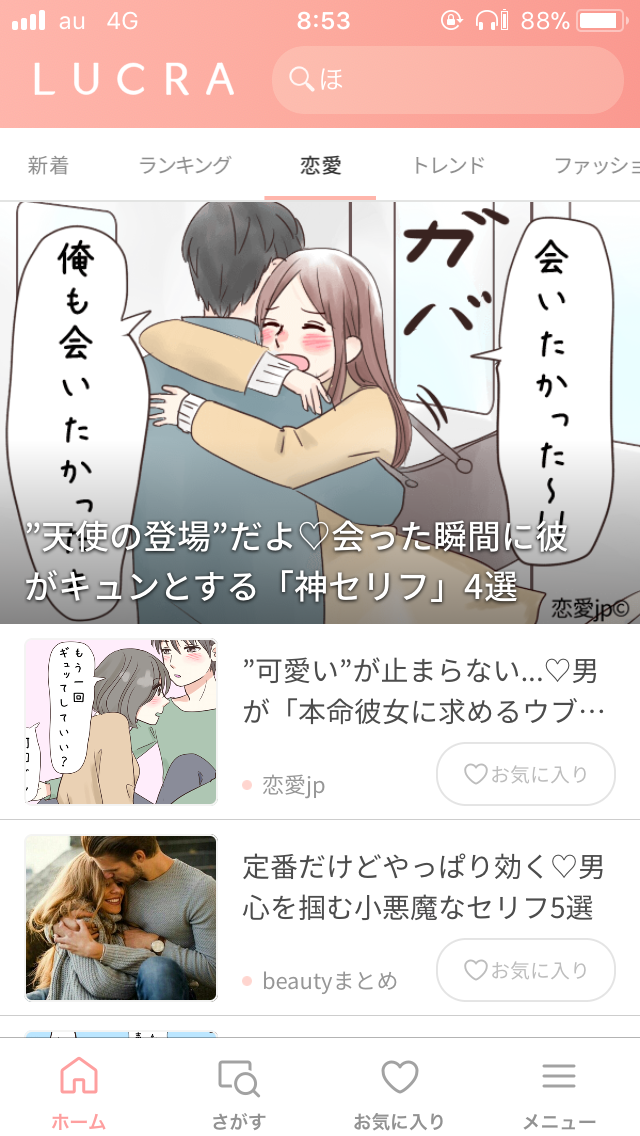 au 4G 8:53 88%
LUCRA ほ
新着 ランキング 恋愛 トレンド ファッショ
会いたかった〜!!
ガバ
俺も会いたかっ
”天使の登場”だよ♡会った瞬間に彼
がキュンとする「神セリフ」4選
恋愛jp©
もう一回
ギュッてしていい?
”可愛い”が止まらない…♡男
が「本命彼女に求めるウブ…
恋愛jp
お気に入り
定番だけどやっぱり効く♡男
心を掴む小悪魔なセリフ5選
beautyまとめ
お気に入り
ホーム さがす お気に入り メニュー